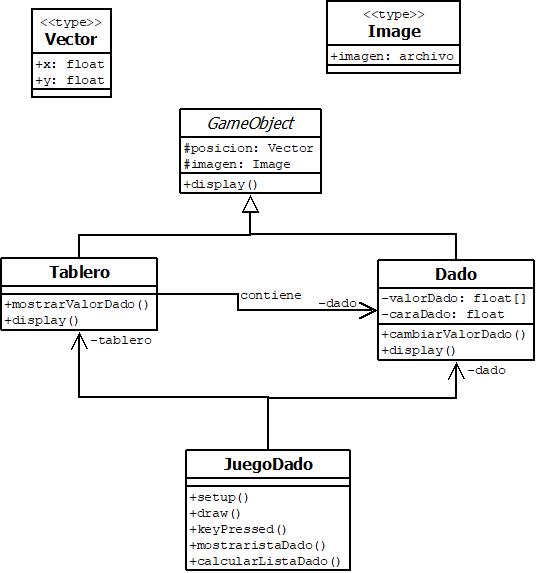 <<type>>
Vector
+x: float
+y: float
<<type>>
Image
+imagen: archivo
GameObject
#posicion: Vector
#imagen: Image
+display()
Tablero
+mostrarValorDado()
+display()
contiene
-dado
Dado
-valorDado: float[]
-caraDado: float
+cambiarValorDado()
+display()
-tablero
-dado
JuegoDado
+setup()
+draw()
+keyPressed()
+mostraristaDado()
+calcularListaDado()